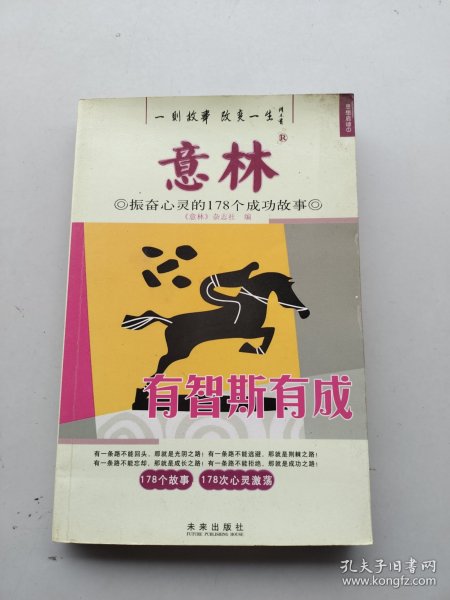 一则故事 改变一生
意林
R
◎振奋心灵的178个成功故事◎
《意林》杂志社 编
有智斯有成
有一条路不能回头,那就是光阴之路!有一条路不能逃避,那就是荆棘之路!
有一条路不能忘却,那就是成长之路!有一条路不能拒绝,那就是成功之路!
178个故事 178次心灵激荡
未来出版社
FUTURE PUBLISHING HOUSE
孔夫子旧书网
www.kongfz.com